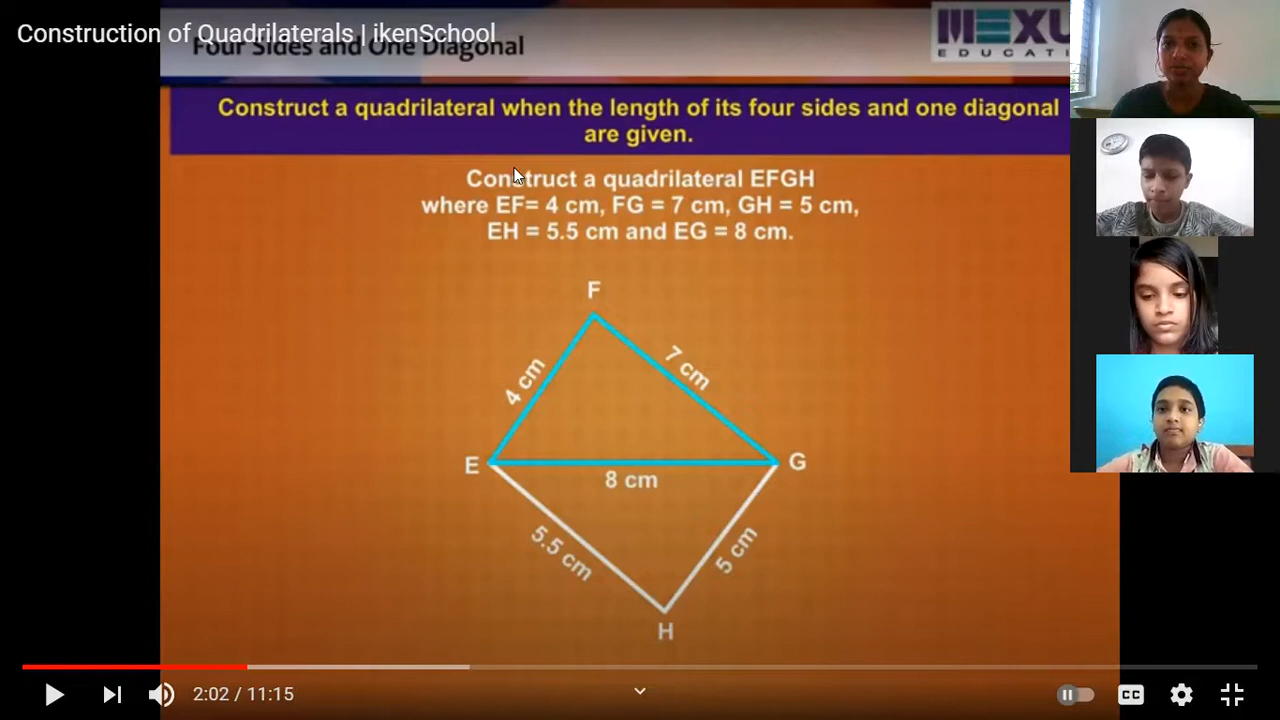 Construction of Quadrilaterals | ikenSchool
Four Sides and One Diagonal
MEXU
EDUCATI
Construct a quadrilateral when the length of its four sides and one diagonal
are given.
Construct a quadrilateral EFGH
where EF= 4 cm, FG = 7 cm, GH = 5 cm,
EH = 5.5 cm and EG = 8 cm.
F
4 cm
7 cm
E
G
8 cm
5.5 cm
5 cm
H
2:02 / 11:15
CC